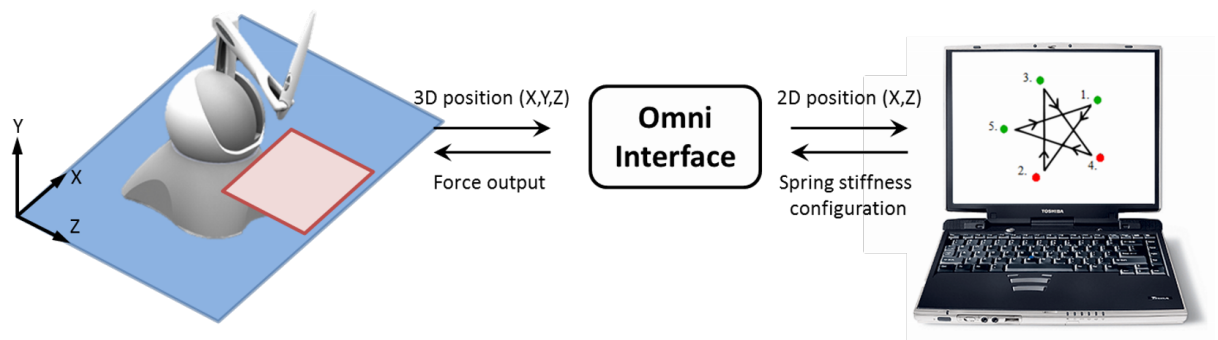 Y
X
Z
3D position (X,Y,Z)
Force output
Omni
Interface
2D position (X,Z)
Spring stiffness
configuration
3.
1.
5.
4.
2.
TOSHIBA